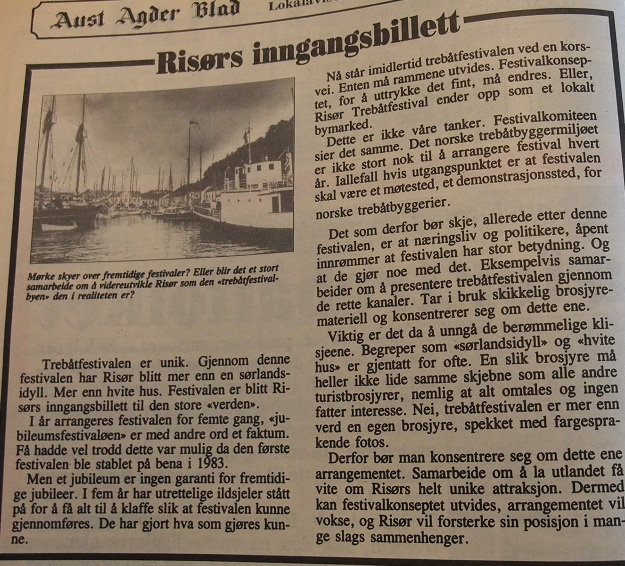 Aust Agder Blad
Lokalavis
Risørs inngangsbillett
Mørke skyer over fremtidige festivaler? Eller blir det et stort
samarbeide om å videreutvikle Risør som den «trebåtfestival-
byen» den i realiteten er?
Trebåtfestivalen er unik. Gjennom denne
festivalen har Risør blitt mer enn en sørlands-
idyll. Mer enn hvite hus. Festivalen er blitt Ri-
sørs inngangsbillett til den store «verden».
I år arrangeres festivalen for femte gang, «ju-
bileumsfestivaløen» er med andre ord et faktum.
Få hadde vel trodd dette var mulig da den første
festivalen ble stablet på bena i 1983.
Men et jubileum er ingen garanti for fremtidi-
ge jubileer. I fem år har utrettelige ildsjeler stått
på for å få alt til å klaffe slik at festivalen kunne
gjennomføres. De har gjort hva som gjøres kun-
ne.
Nå står imidlertid trebåtfestivalen ved en kors-
vei. Enten må rammene utvides. Festivalkonsep-
tet, for å uttrykke det fint, må endres. Eller,
Risør Trebåtfestival ender opp som et lokalt
bymarked.
Dette er ikke våre tanker. Festivalkomiteen
sier det samme. Det norske trebåtbyggermiljøet
er ikke stort nok til å arrangere festival hvert
år. Iallefall hvis utgangspunktet er at festivalen
skal være et møtested, et demonstrasjonssted, for
norske trebåtbyggerier.
Det som derfor bør skje, allerede etter denne
festivalen, er at næringsliv og politikere, åpent
innrømmer at festivalen har stor betydning. Og
at de gjør noe med det. Eksempelvis samar-
beider om å presentere trebåtfestivalen gjennom
de rette kanaler. Tar i bruk skikkelig brosjyre-
materiell og konsentrerer seg om dette ene.
Viktig er det da å unngå de berømmelige kli-
sjeene. Begreper som «sørlandsidyll» og «hvite
hus» er gjentatt for ofte. En slik brosjyre må
heller ikke lide samme skjebne som alle andre
turistbrosjyrer, nemlig at alt omtales og ingen
fatter interesse. Nei, trebåtfestivalen er mer enn
verd en egen brosjyre, spekket med fargespra-
kende fotos.
Derfor bør man konsentrere seg om dette ene
arrangementet. Samarbeide om å la utlandet få
vite om Risørs helt unike attraksjon. Dermed
kan festivalkonseptet utvides, arrangementet vil
vokse, og Risør vil forsterke sin posisjon i man-
ge slags sammenhenger.